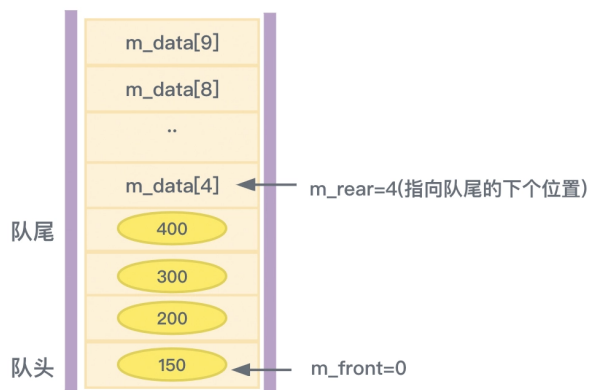 m_data[9]
m_data[8]
..
m_data[4]
m_rear=4(指向队尾的下个位置)
队尾
400
300
200
队头
150
m_front=0